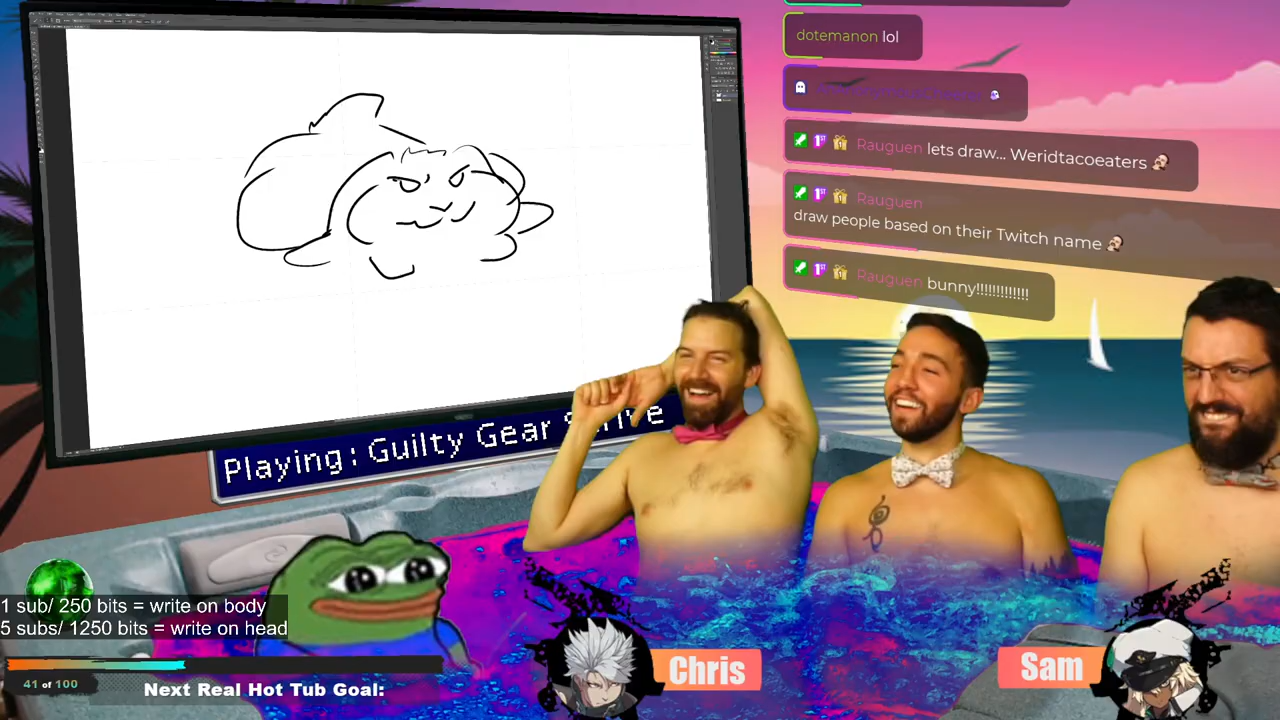 dotemanon lol
Rauguen lets draw... Weridtacoeaters
Rauguen
draw people based on their Twitch name
Rauguen bunny!!!!!!!!!!!!!
Playing: Guilty Gear
1 sub/ 250 bits = write on body
5 subs/ 1250 bits = write on head
41 of 100
Next Real Hot Tub Goal:
Chris
Sam